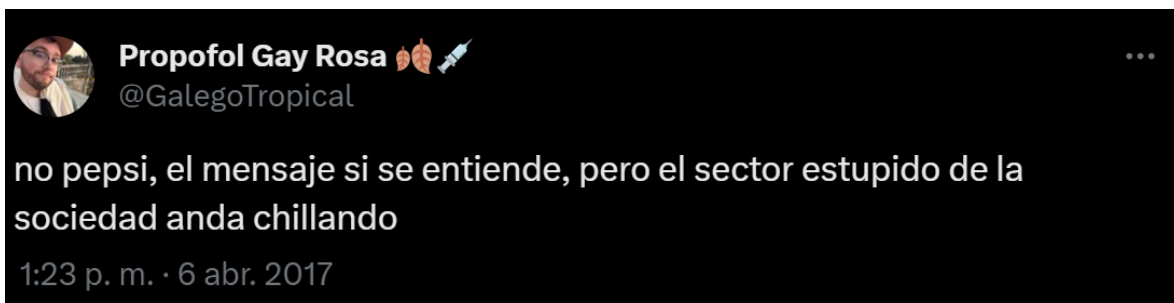 Propofol Gay Rosa 🍂💉
@GalegoTropical
no pepsi, el mensaje si se entiende, pero el sector estupido de la
sociedad anda chillando
1:23 p. m. · 6 abr. 2017